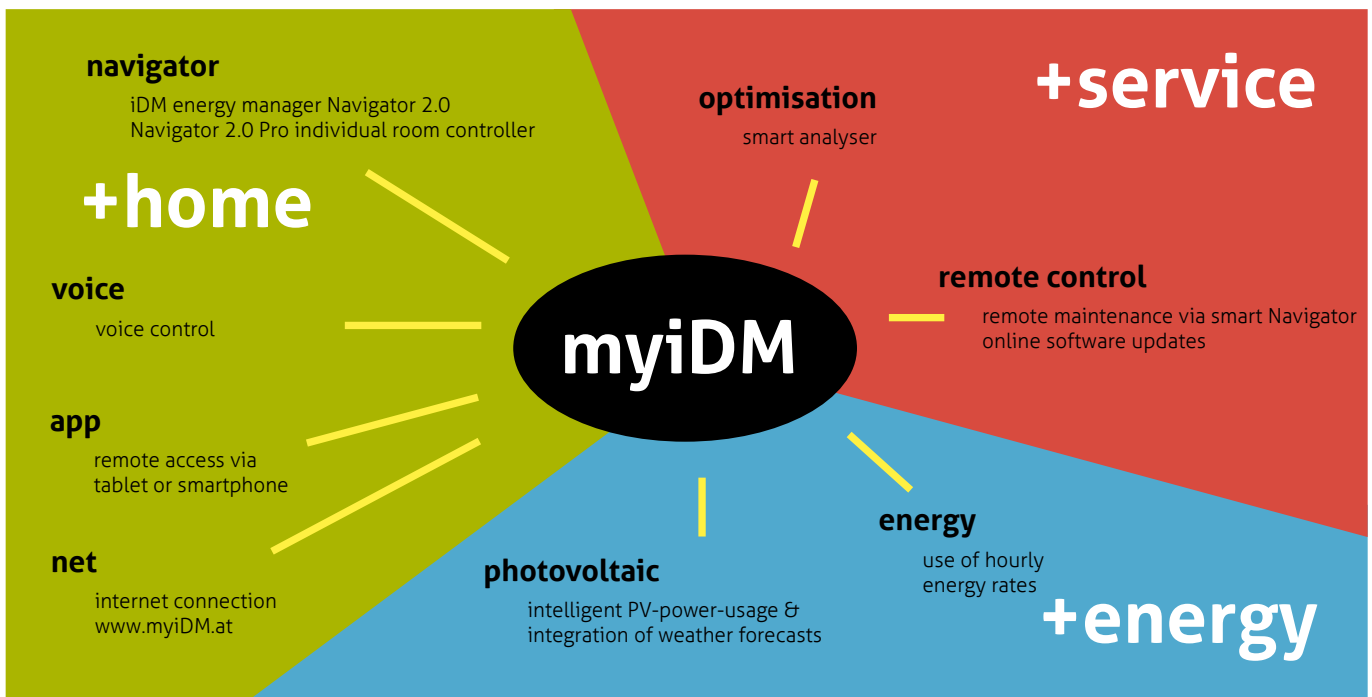 navigator
iDM energy manager Navigator 2.0
Navigator 2.0 Pro individual room controller
+home
voice
voice control
app
remote access via
tablet or smartphone
net
internet connection
www.myiDM.at
myiDM
+service
optimisation
smart analyser
remote control
remote maintenance via smart Navigator
online software updates
photovoltaic
intelligent PV-power-usage &
integration of weather forecasts
energy
use of hourly
energy rates
+energy